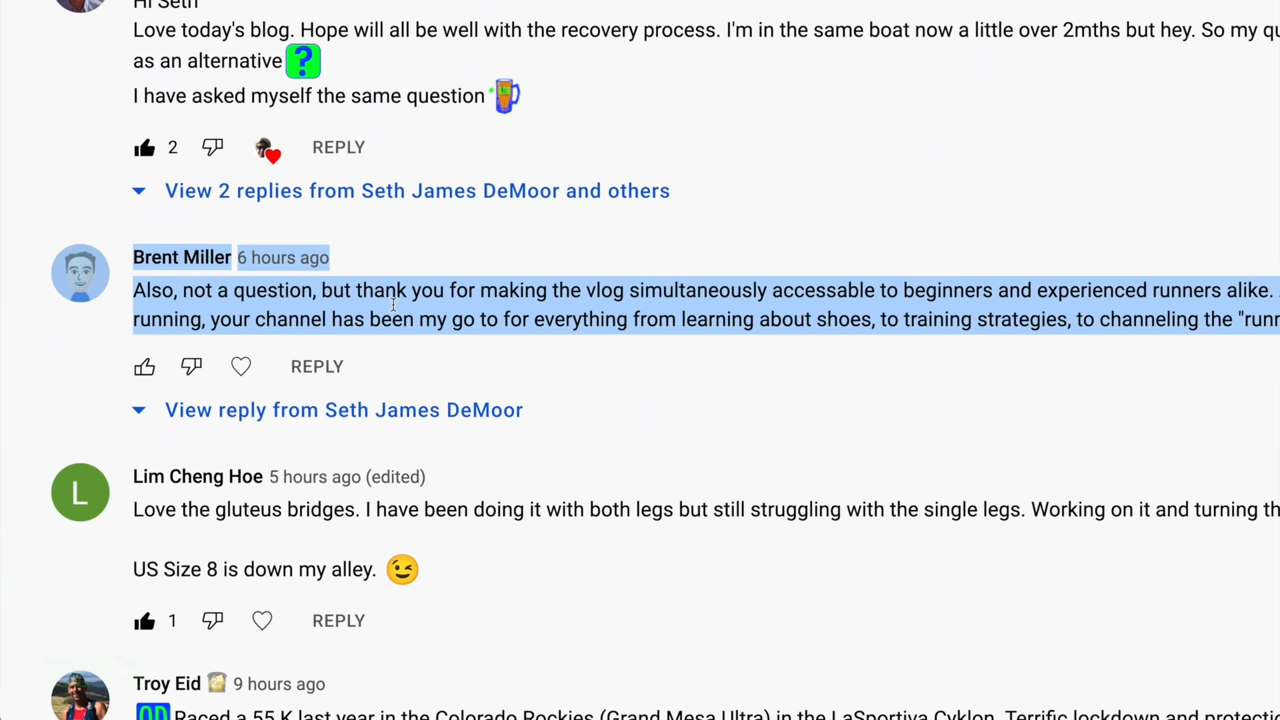 Hi Seth
Love today's blog. Hope will all be well with the recovery process. I'm in the same boat now a little over 2mths but hey. So my qu
as an alternative ?
I have asked myself the same question
2 REPLY
View 2 replies from Seth James DeMoor and others
Brent Miller 6 hours ago
Also, not a question, but thank you for making the vlog simultaneously accessable to beginners and experienced runners alike.
running, your channel has been my go to for everything from learning about shoes, to training strategies, to channeling the "runn
REPLY
View reply from Seth James DeMoor
Lim Cheng Hoe 5 hours ago (edited)
L
Love the gluteus bridges. I have been doing it with both legs but still struggling with the single legs. Working on it and turning th
US Size 8 is down my alley.
1 REPLY
Troy Eid 9 hours ago
Raced a 55 K last year in the Colorado Rockies (Grand Mesa Ultra) in the LaSportiva Cyklon. Terrific lockdown and protecti